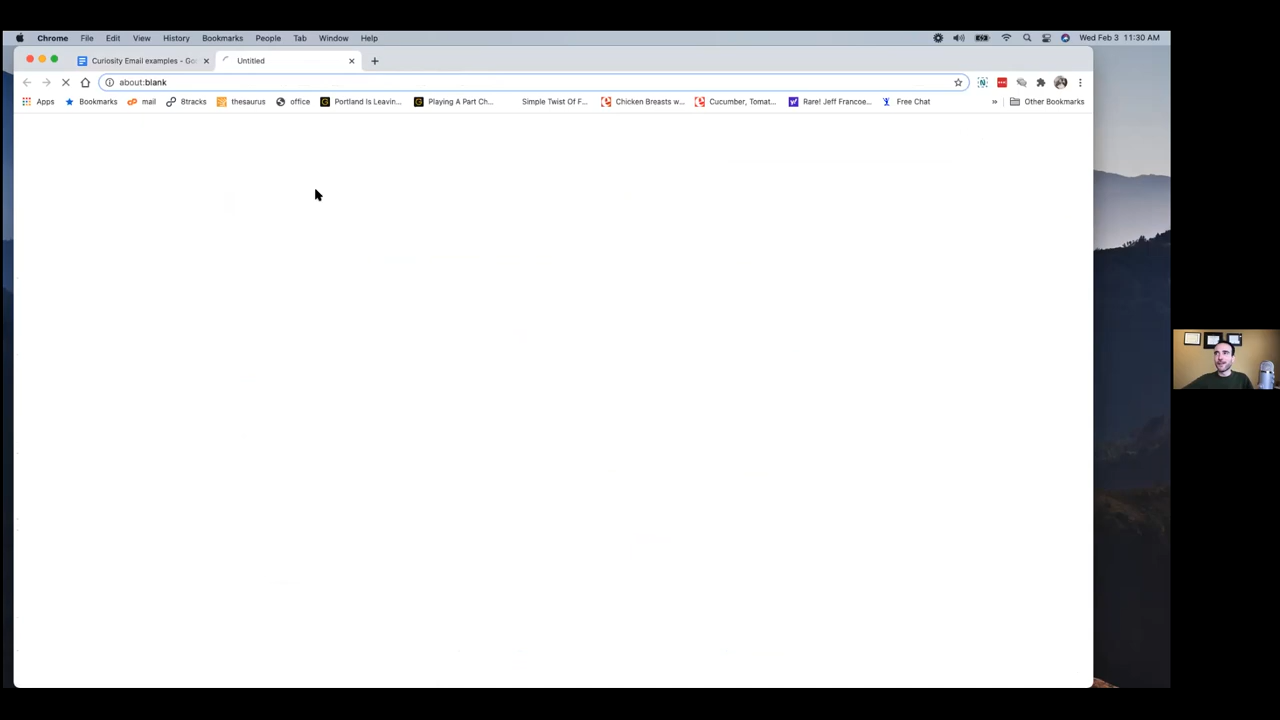 Chrome File Edit View History Bookmarks People Tab Window Help Wed Feb 3 11:30 AM
Curiosity Email examples - Goo Untitled
about:blank
Apps Bookmarks mail 8tracks thesaurus office Portland Is Leavin... Playing A Part Ch... Simple Twist Of F... Chicken Breasts w... Cucumber, Tomat... Rare! Jeff Francoe... Free Chat » Other Bookmarks